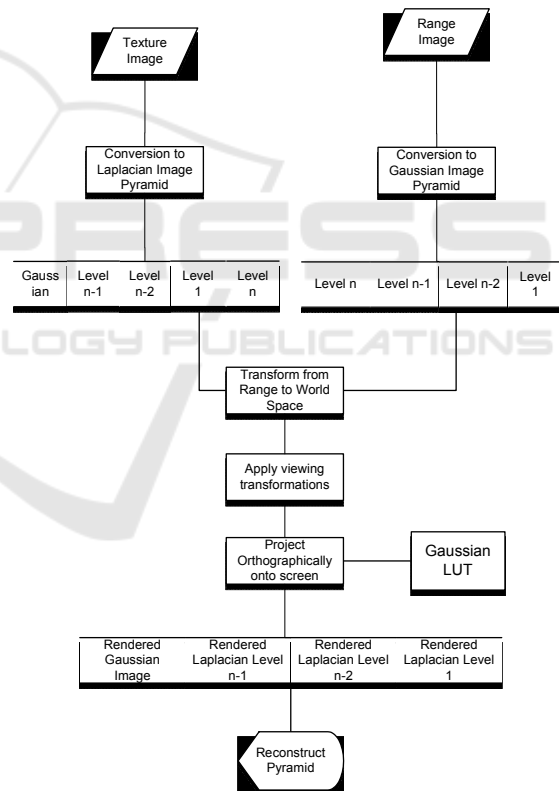 Texture
Image
Range
Image
Conversion to
Laplacian Image
Pyramid
Conversion to
Gaussian Image
Pyramid
Gauss
ian
Level
n-1
Level
n-2
Level
1
Level
n
Level n
Level n-1
Level n-2
Level
1
Transform from
Range to World
Space
Apply viewing
transformations
Project
Orthographically
onto screen
Gaussian
LUT
Rendered
Gaussian
Image
Rendered
Laplacian Level
n-1
Rendered
Laplacian Level
n-2
Rendered
Laplacian Level
1
Reconstruct
Pyramid
PRESS
LOGY PUBLICATIONS